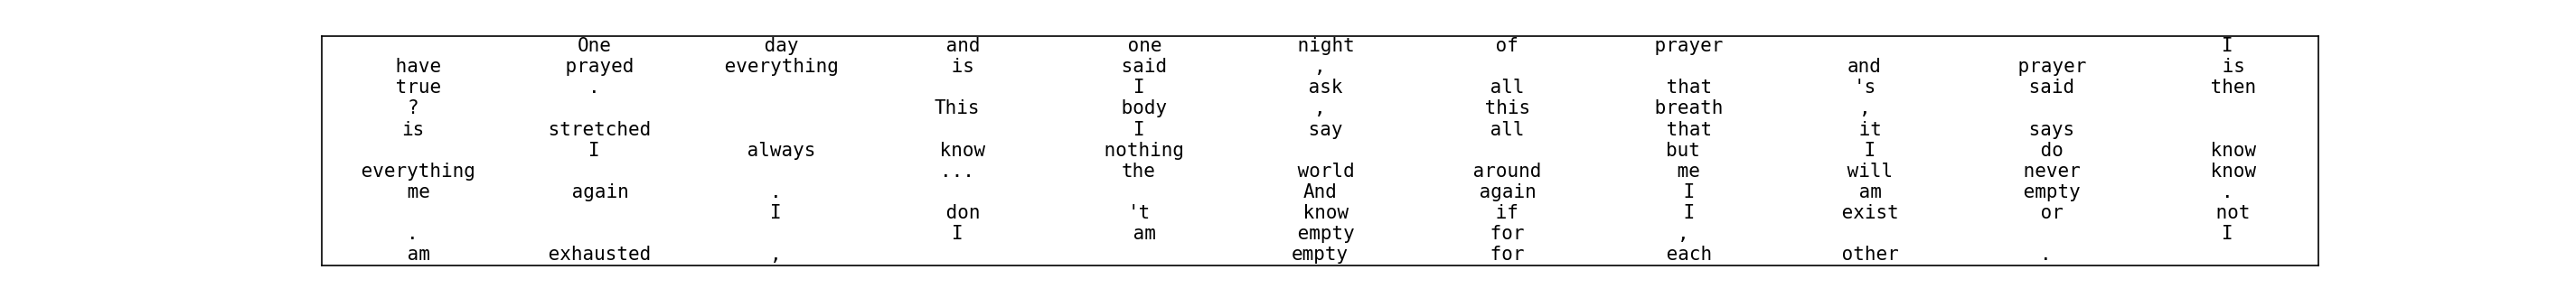 One day and one night of prayer I
have prayed everything is said , and prayer is
true . I ask all that 's said then
? This body , this breath ,
is stretched I say all that it says
I always know nothing but I do know
everything ... the world around me will never know
me again . And again I am empty .
I don 't know if I exist or not
. I am empty for , I
am exhausted , empty for each other .